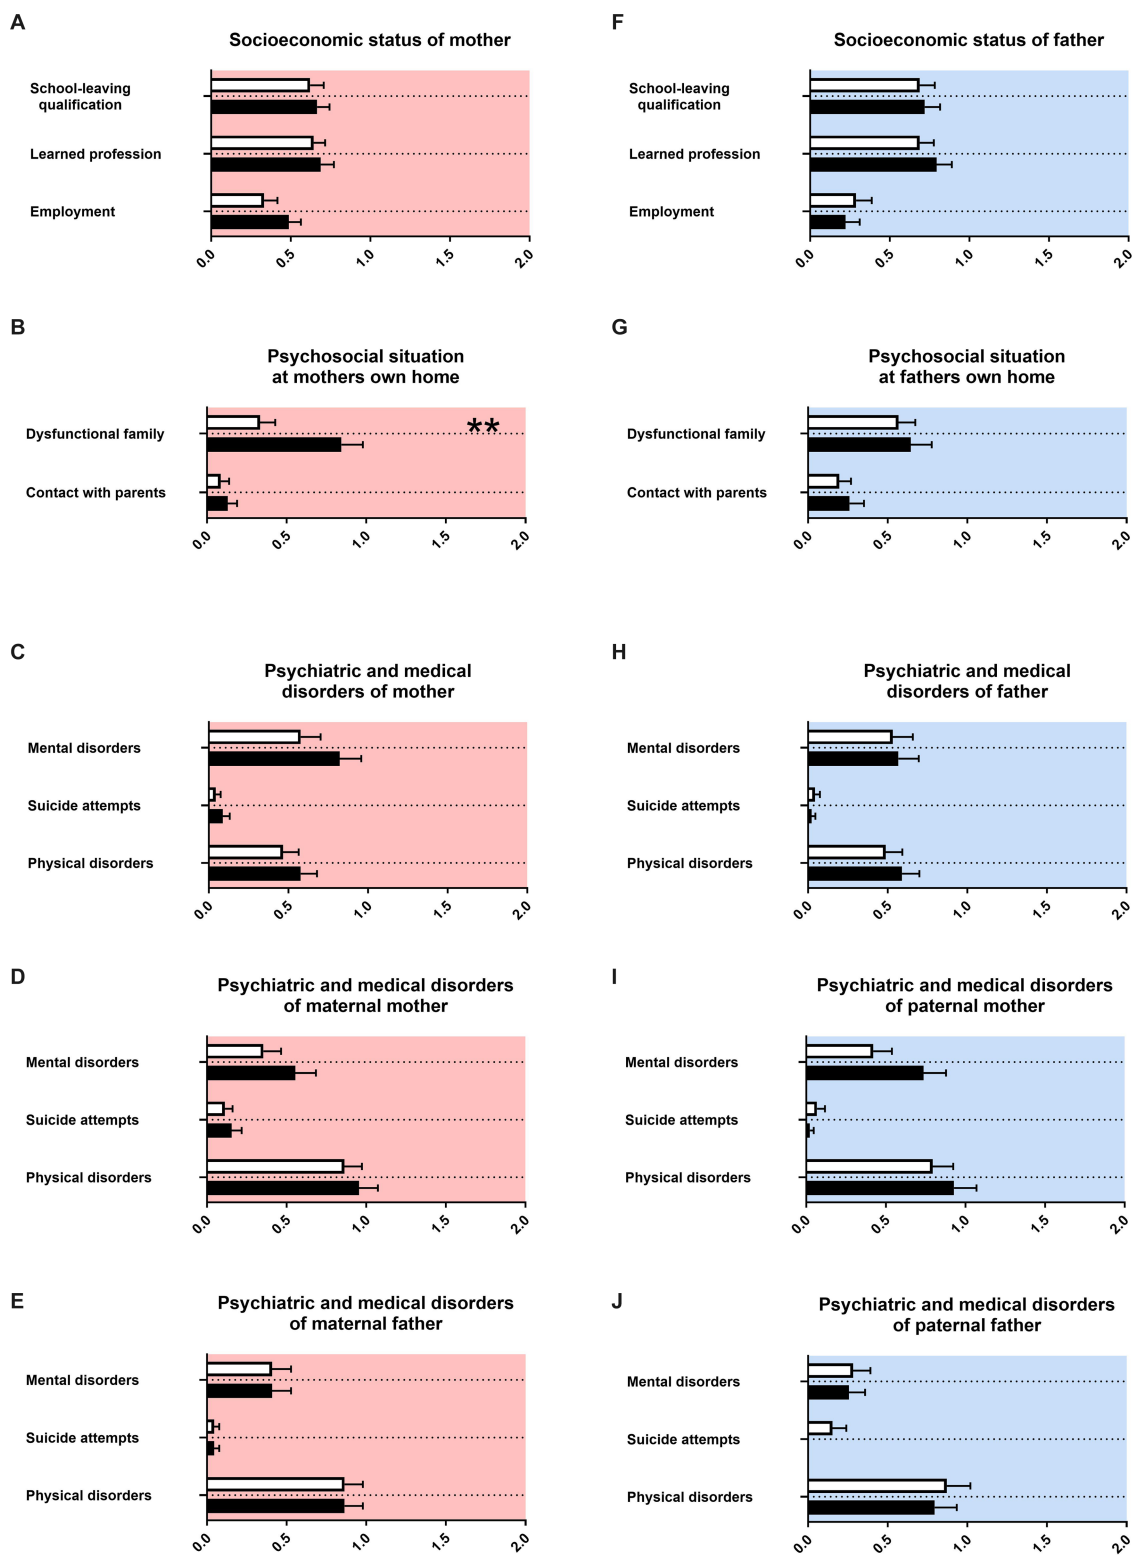 A
Socioeconomic status of mother
School-leaving
qualification
Learned profession
Employment
0.0 0.5 1.0 1.5 2.0
F
Socioeconomic status of father
School-leaving
qualification
Learned profession
Employment
0.0 0.5 1.0 1.5 2.0
B
Psychosocial situation
at mothers own home
Dysfunctional family
**
Contact with parents
0.0 0.5 1.0 1.5 2.0
G
Psychosocial situation
at fathers own home
Dysfunctional family
Contact with parents
0.0 0.5 1.0 1.5 2.0
C
Psychiatric and medical
disorders of mother
Mental disorders
Suicide attempts
Physical disorders
0.0 0.5 1.0 1.5 2.0
H
Psychiatric and medical
disorders of father
Mental disorders
Suicide attempts
Physical disorders
0.0 0.5 1.0 1.5 2.0
D
Psychiatric and medical disorders
of maternal mother
Mental disorders
Suicide attempts
Physical disorders
0.0 0.5 1.0 1.5 2.0
I
Psychiatric and medical disorders
of paternal mother
Mental disorders
Suicide attempts
Physical disorders
0.0 0.5 1.0 1.5 2.0
E
Psychiatric and medical disorders
of maternal father
Mental disorders
Suicide attempts
Physical disorders
0.0 0.5 1.0 1.5 2.0
J
Psychiatric and medical disorders
of paternal father
Mental disorders
Suicide attempts
Physical disorders
0.0 0.5 1.0 1.5 2.0